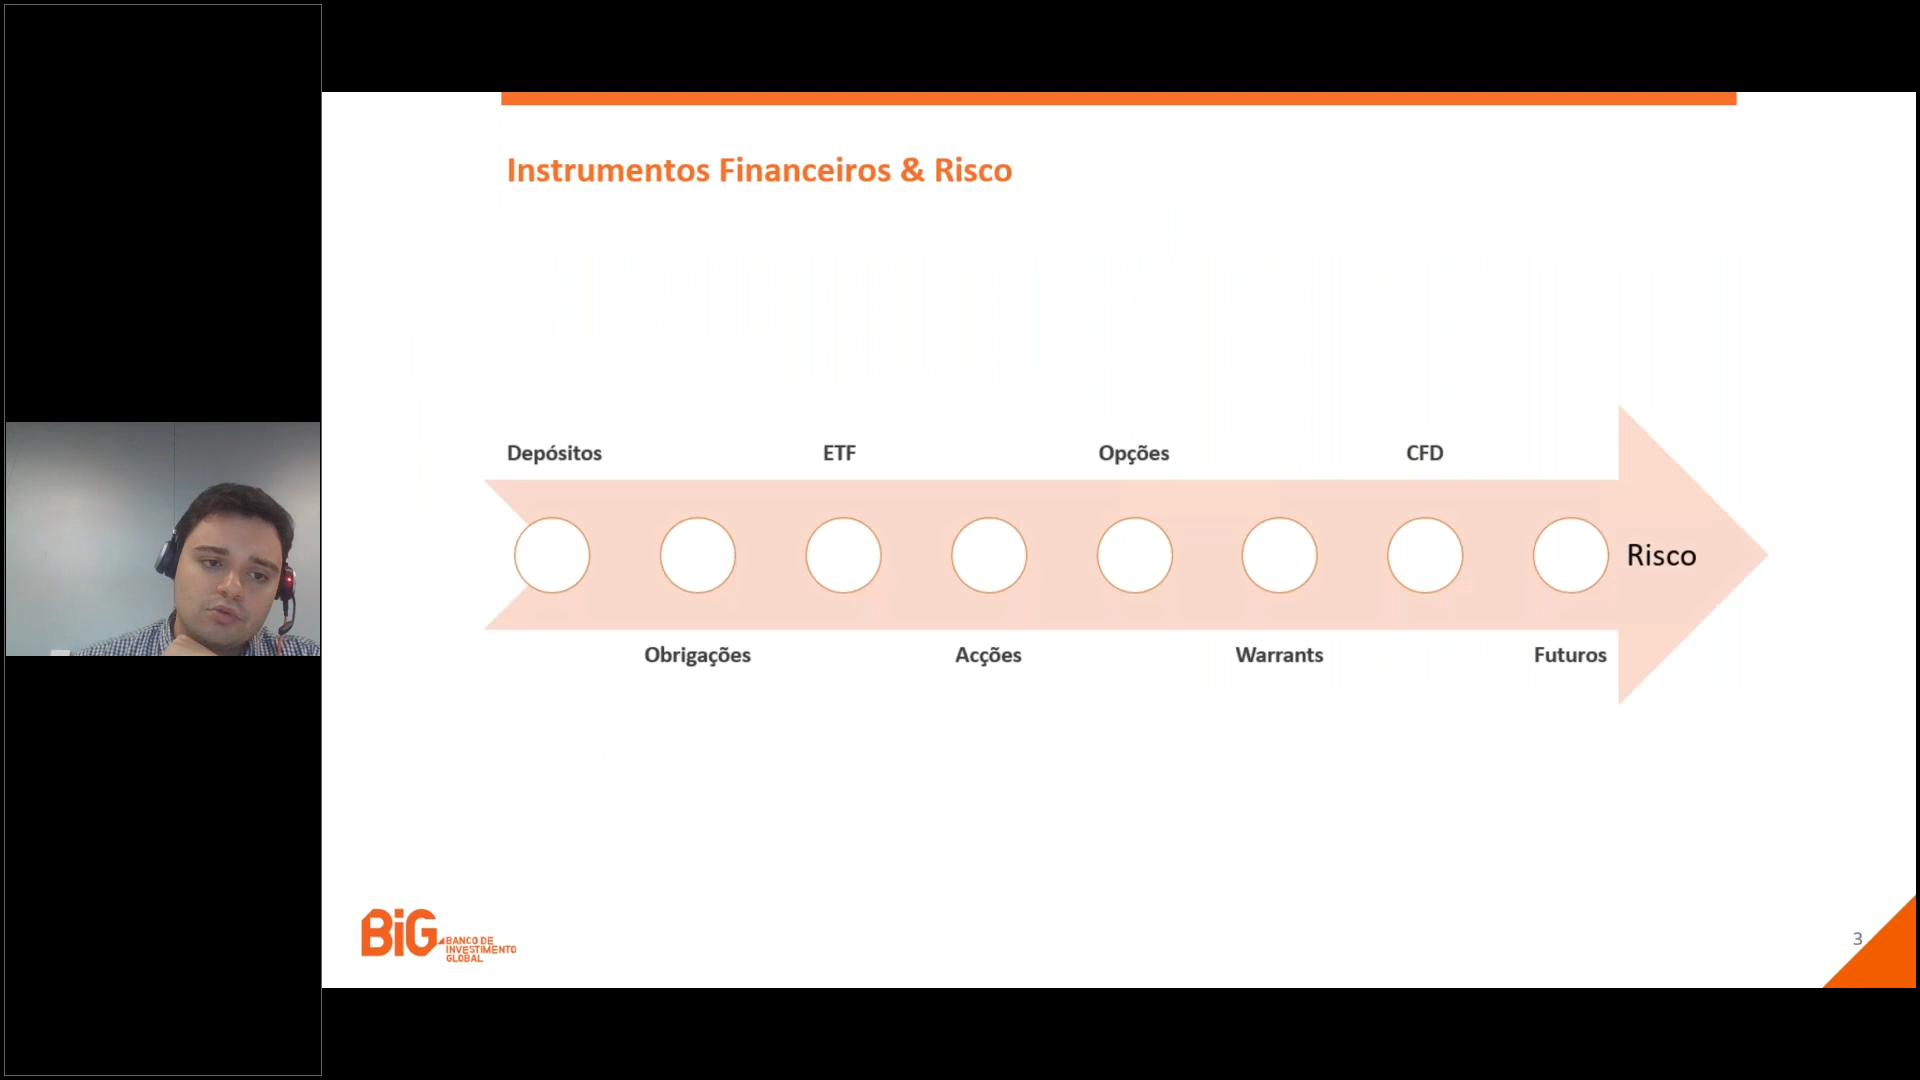 Instrumentos Financeiros & Risco
Depósitos
ETF
Opções
CFD
Risco
Obrigações
Acções
Warrants
Futuros
BiG
BANCO DE
INVESTIMENTO
GLOBAL
3